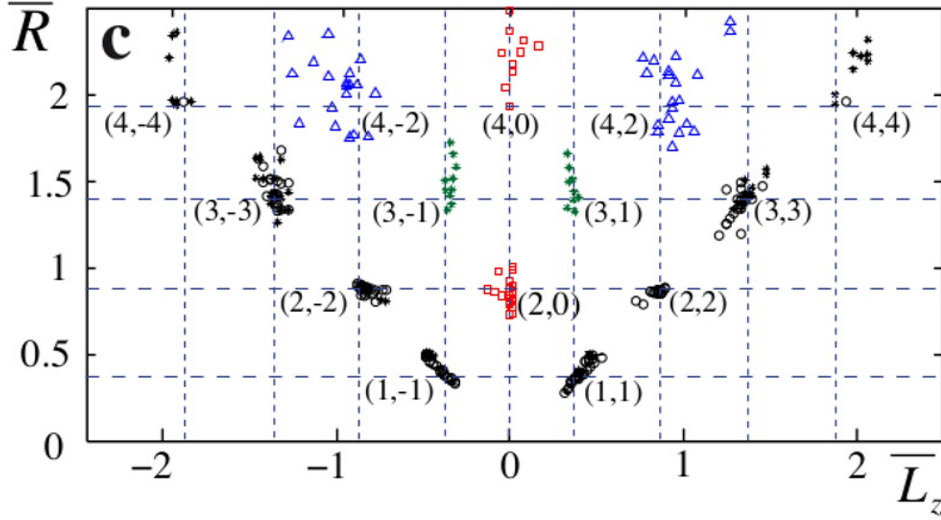 R c
2
(4,-4) (4,-2) (4,0) (4,2) (4,4)
1.5
(3,-3) (3,-1) (3,1) (3,3)
1
(2,-2) (2,0) (2,2)
0.5
(1,-1) (1,1)
0
−2 −1 0 1 2 L_z